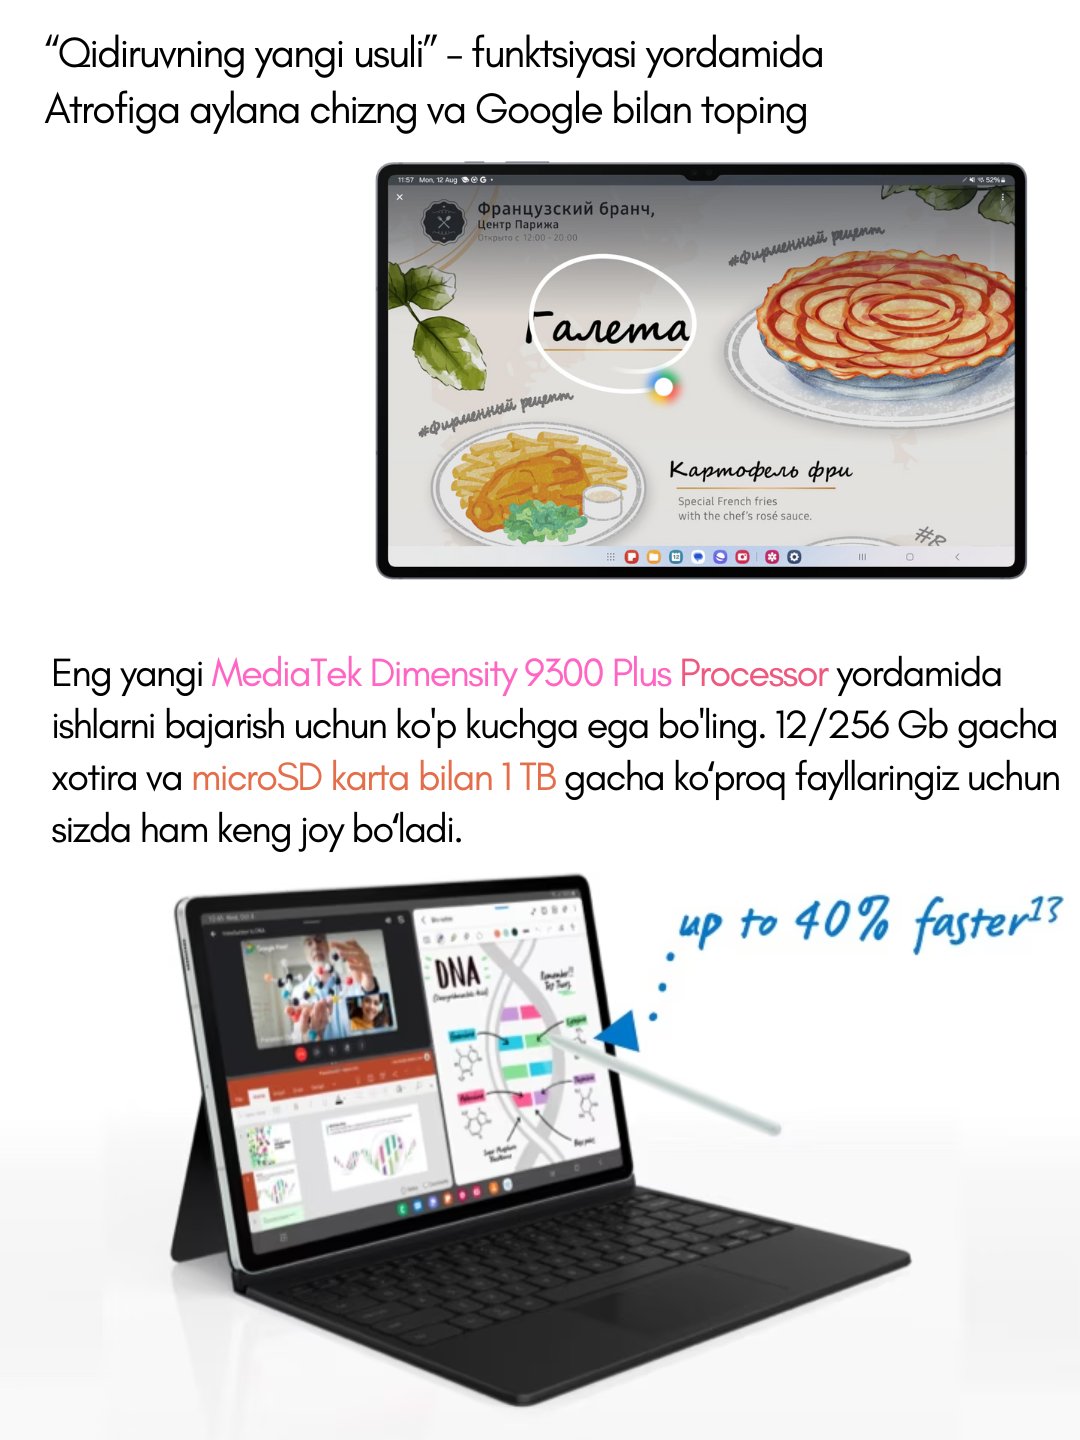 “Qidiruvning yangi usuli” – funktsiyasi yordamida
Atrofiga aylana chizng va Google bilan toping
11:57 Mon, 12 Aug
52%
Французский бранч,
Центр Парижа
Открыто с 12:00 - 20:00
#Фирменный рецепт
Галета
#Фирменный рецепт
Картофель фри
Special French fries
with the chef's rosé sauce.
Eng yangi MediaTek Dimensity 9300 Plus Processor yordamida
ishlarni bajarish uchun ko'p kuchga ega bo'ling. 12/256 Gb gacha
xotira va microSD karta bilan 1 TB gacha ko‘proq fayllaringiz uchun
sizda ham keng joy bo‘ladi.
up to 40% faster¹³
DNA
Remember!!